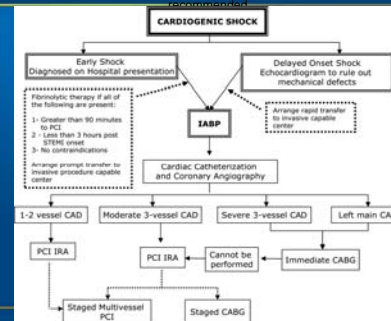 recommended
CARDIOGENIC SHOCK
Early Shock
Diagnosed on Hospital presentation
Delayed Onset Shock
Echocardiogram to rule out
mechanical defects
Fibrinolytic therapy if all of
the following are present:
1- Greater than 90 minutes
to PCI
2 - Less than 3 hours post
STEMI onset
3- No contraindications
Arrange prompt transfer to
invasive procedure capable
center
IABP
Arrange rapid transfer to
invasive capable
center
Cardiac Catheterization
and Coronary Angiography
1-2 vessel CAD
Moderate 3-vessel CAD
Severe 3-vessel CAD
Left main CAD
PCI IRA
PCI IRA
Cannot be
performed
Immediate CABG
Staged Multivessel
PCI
Staged CABG